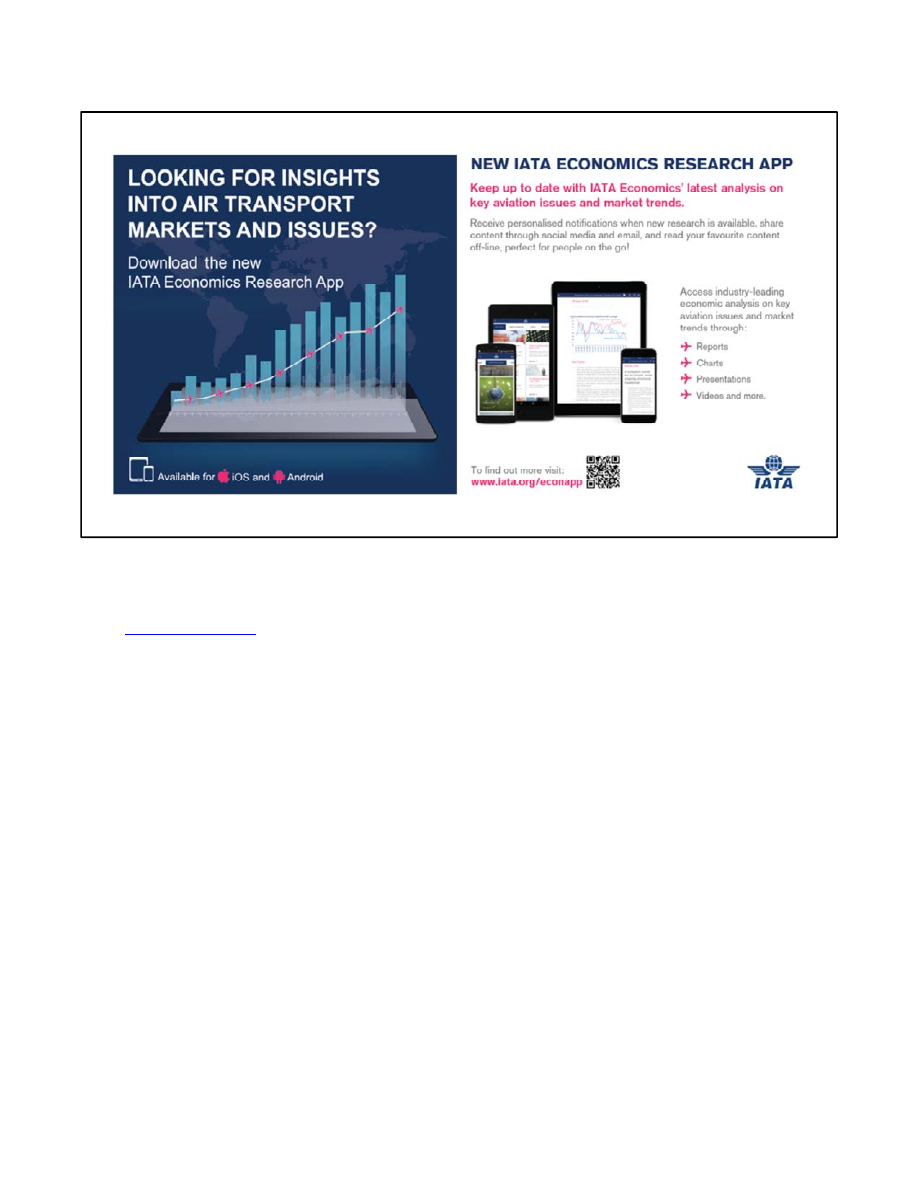 LOOKING FOR INSIGHTS
INTO AIR TRANSPORT
MARKETS AND ISSUES?
Download the new
IATA Economics Research App
Available for iOS and Android
NEW IATA ECONOMICS RESEARCH APP
Keep up to date with IATA Economics' latest analysis on
key aviation issues and market trends.
Receive personalised notifications when new research is available, share
content through social media and email, and read your favourite content
off-line, perfect for people on the go!
Access industry-leading
economic analysis on key
aviation issues and market
trends through:
Reports
Charts
Presentations
Videos and more.
To find out more visit:
www.iata.org/econapp
IATA